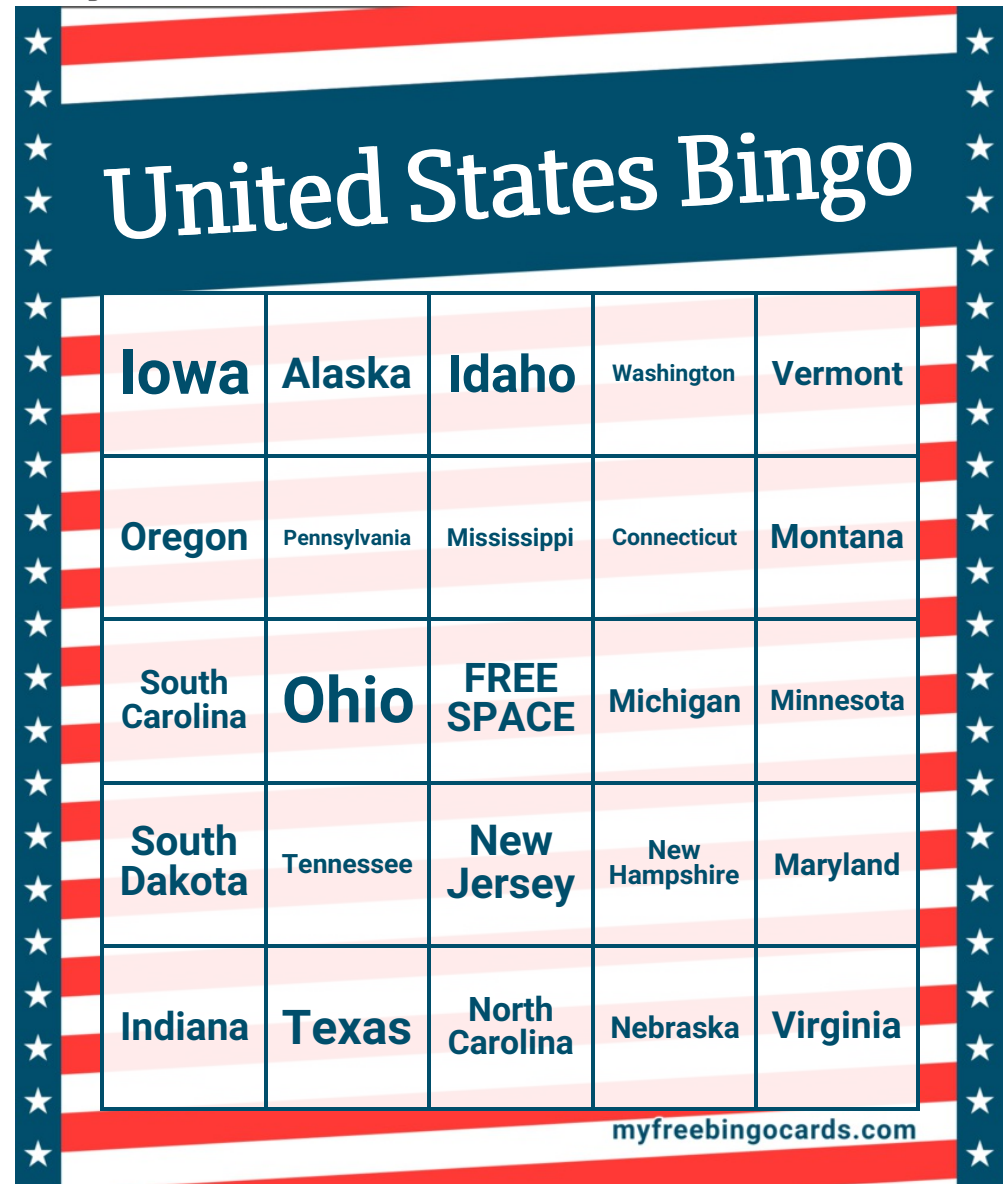 United States Bingo
Iowa Alaska Idaho Washington Vermont
Oregon Pennsylvania Mississippi Connecticut Montana
South Carolina Ohio FREE SPACE Michigan Minnesota
South Dakota Tennessee New Jersey New Hampshire Maryland
Indiana Texas North Carolina Nebraska Virginia
myfreebingocards.com